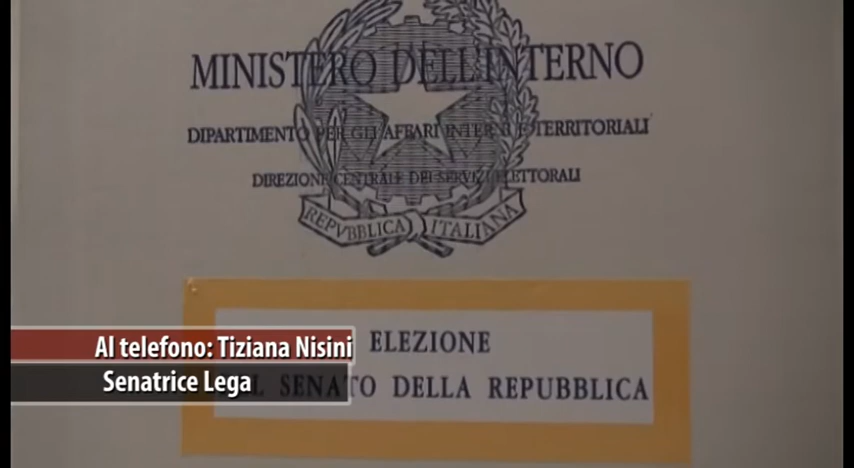 MINISTERO DELL'INTERNO
DIPARTIMENTO PER GLI AFFARI INTERNI E TERRITORIALI
DIREZIONE CENTRALE DEI SERVIZI ELETTORALI
REPVBBLICA ITALIANA
Al telefono: Tiziana Nisini
ELEZIONE
Senatrice Lega
SENATO DELLA REPUBBLICA